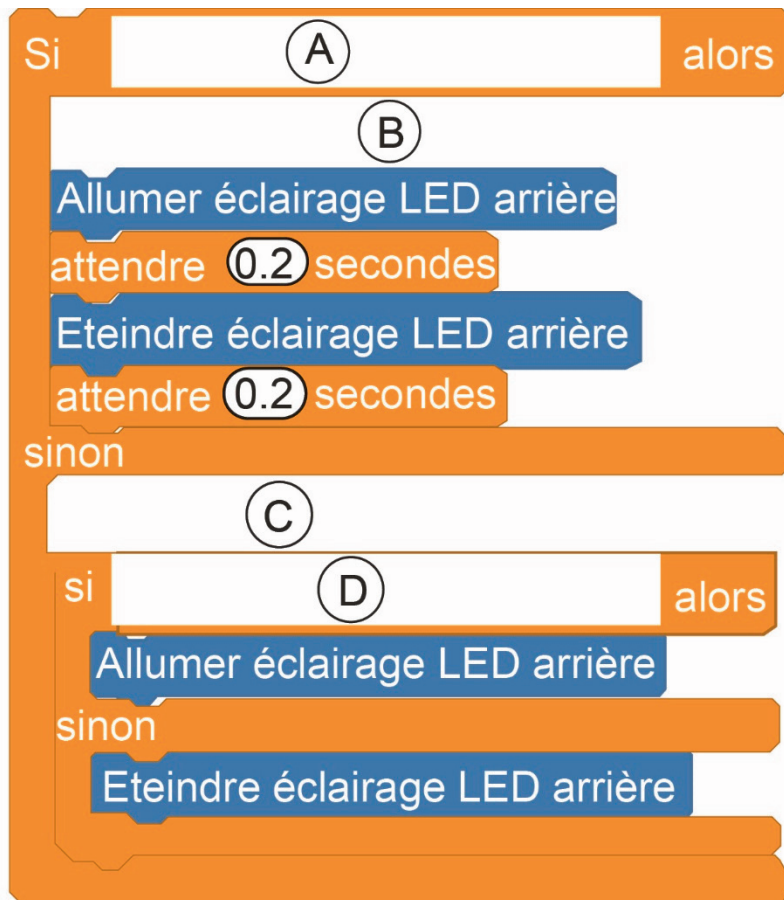 Si A alors
B
Allumer éclairage LED arrière
attendre 0.2 secondes
Eteindre éclairage LED arrière
attendre 0.2 secondes
sinon
C
si D alors
Allumer éclairage LED arrière
sinon
Eteindre éclairage LED arrière